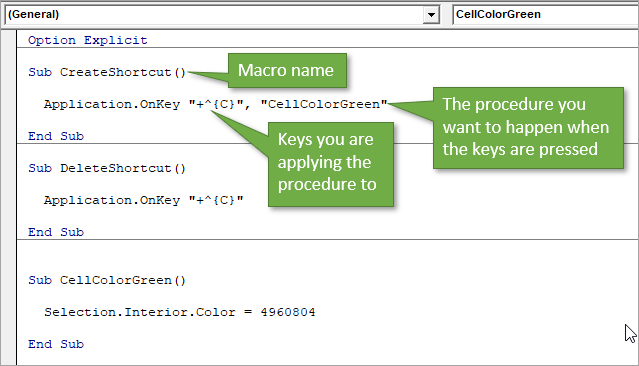 (General) CellColorGreen
Option Explicit
Sub CreateShortcut()
Macro name
Application.OnKey "+^{C}", "CellColorGreen"
The procedure you
want to happen when
the keys are pressed
End Sub
Keys you are
applying the
procedure to
Sub DeleteShortcut()
Application.OnKey "+^{C}"
End Sub
Sub CellColorGreen()
Selection.Interior.Color = 4960804
End Sub